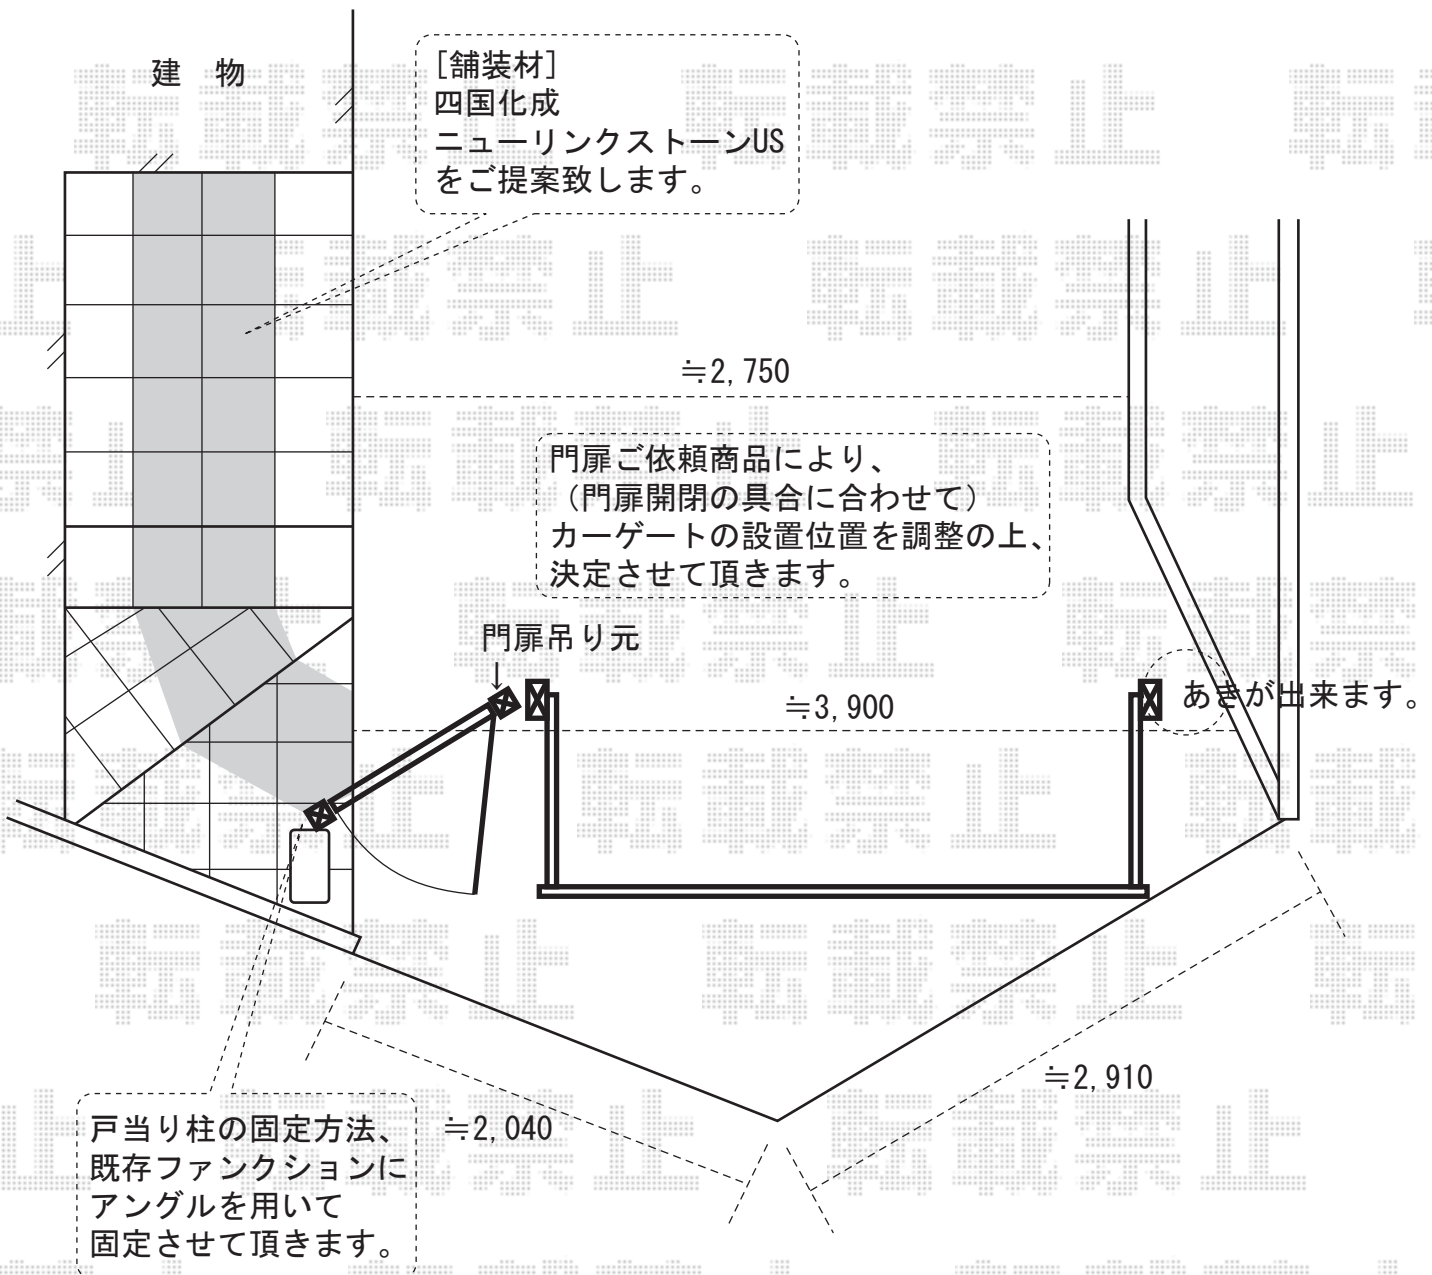 建　物
[舗装材]
四国化成
ニューリンクストーンUS
をご提案致します。
≒2,750
門扉ご依頼商品により、
（門扉開閉の具合に合わせて）
カーゲートの設置位置を調整の上、
決定させて頂きます。
門扉吊り元
↓
≒3,900
あきが出来ます。
≒2,910
≒2,040
戸当り柱の固定方法、
既存ファンクションに
アングルを用いて
固定させて頂きます。
転載禁止